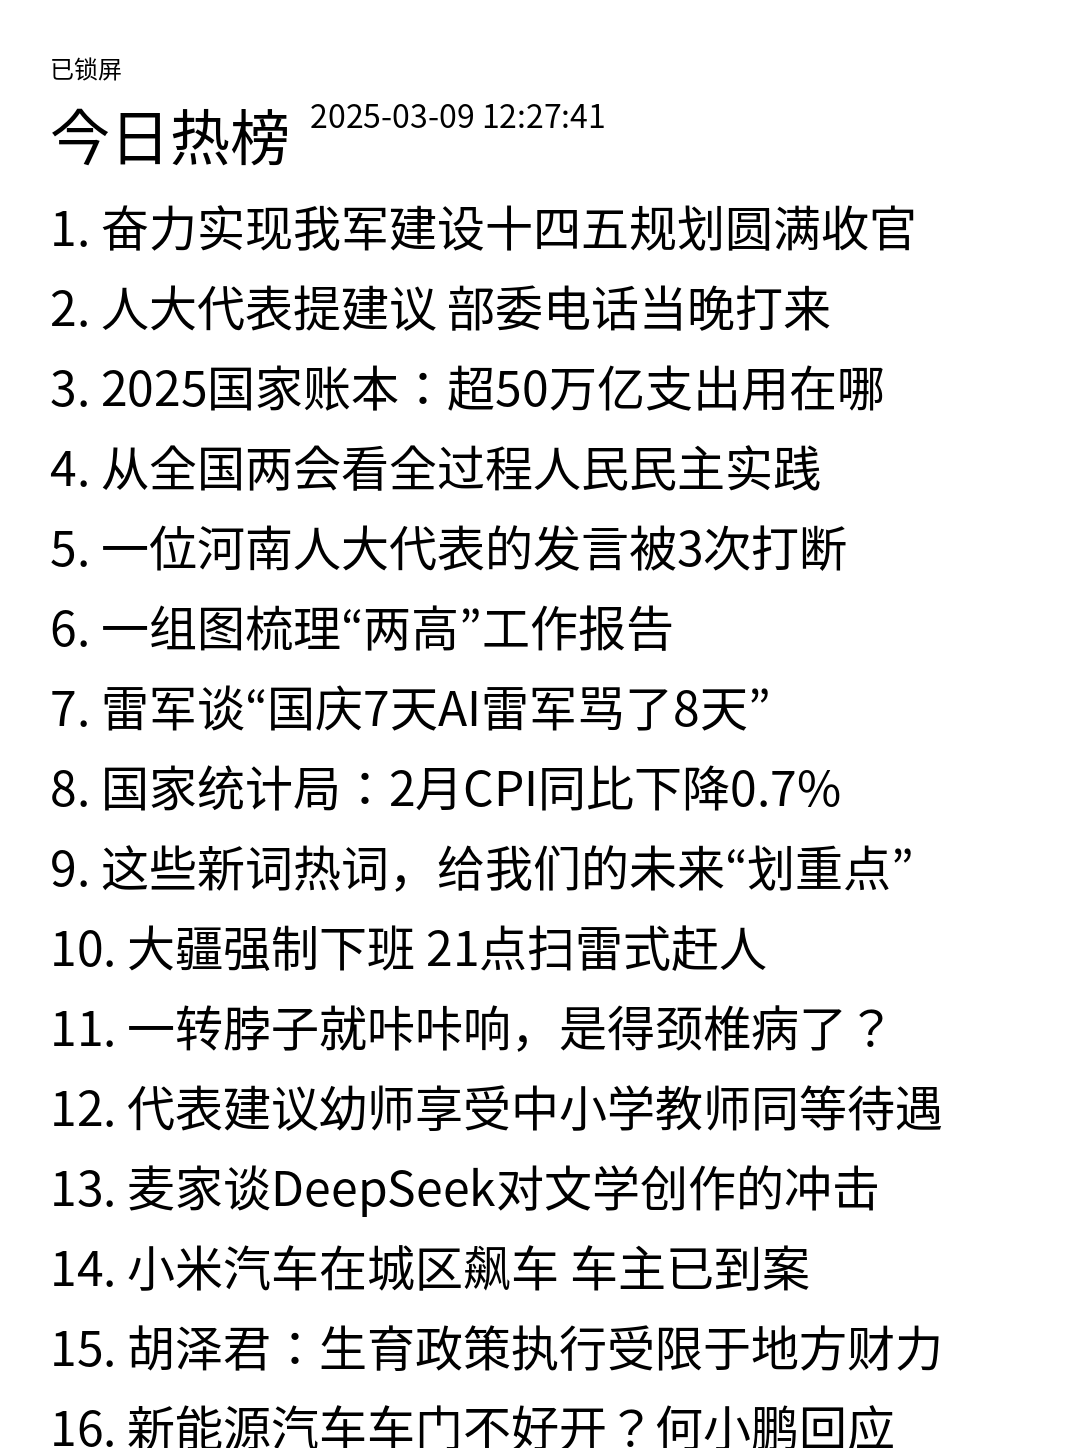 已锁屏
今日热榜 2025-03-09 12:27:41
1. 奋力实现我军建设十四五规划圆满收官
2. 人大代表提建议 部委电话当晚打来
3. 2025国家账本：超50万亿支出用在哪
4. 从全国两会看全过程人民民主实践
5. 一位河南人大代表的发言被3次打断
6. 一组图梳理“两高”工作报告
7. 雷军谈“国庆7天AI雷军骂了8天”
8. 国家统计局：2月CPI同比下降0.7%
9. 这些新词热词，给我们的未来“划重点”
10. 大疆强制下班 21点扫雷式赶人
11. 一转脖子就咔咔响，是得颈椎病了？
12. 代表建议幼师享受中小学教师同等待遇
13. 麦家谈DeepSeek对文学创作的冲击
14. 小米汽车在城区飙车 车主已到案
15. 胡泽君：生育政策执行受限于地方财力
16. 新能源汽车车门不好开？何小鹏回应